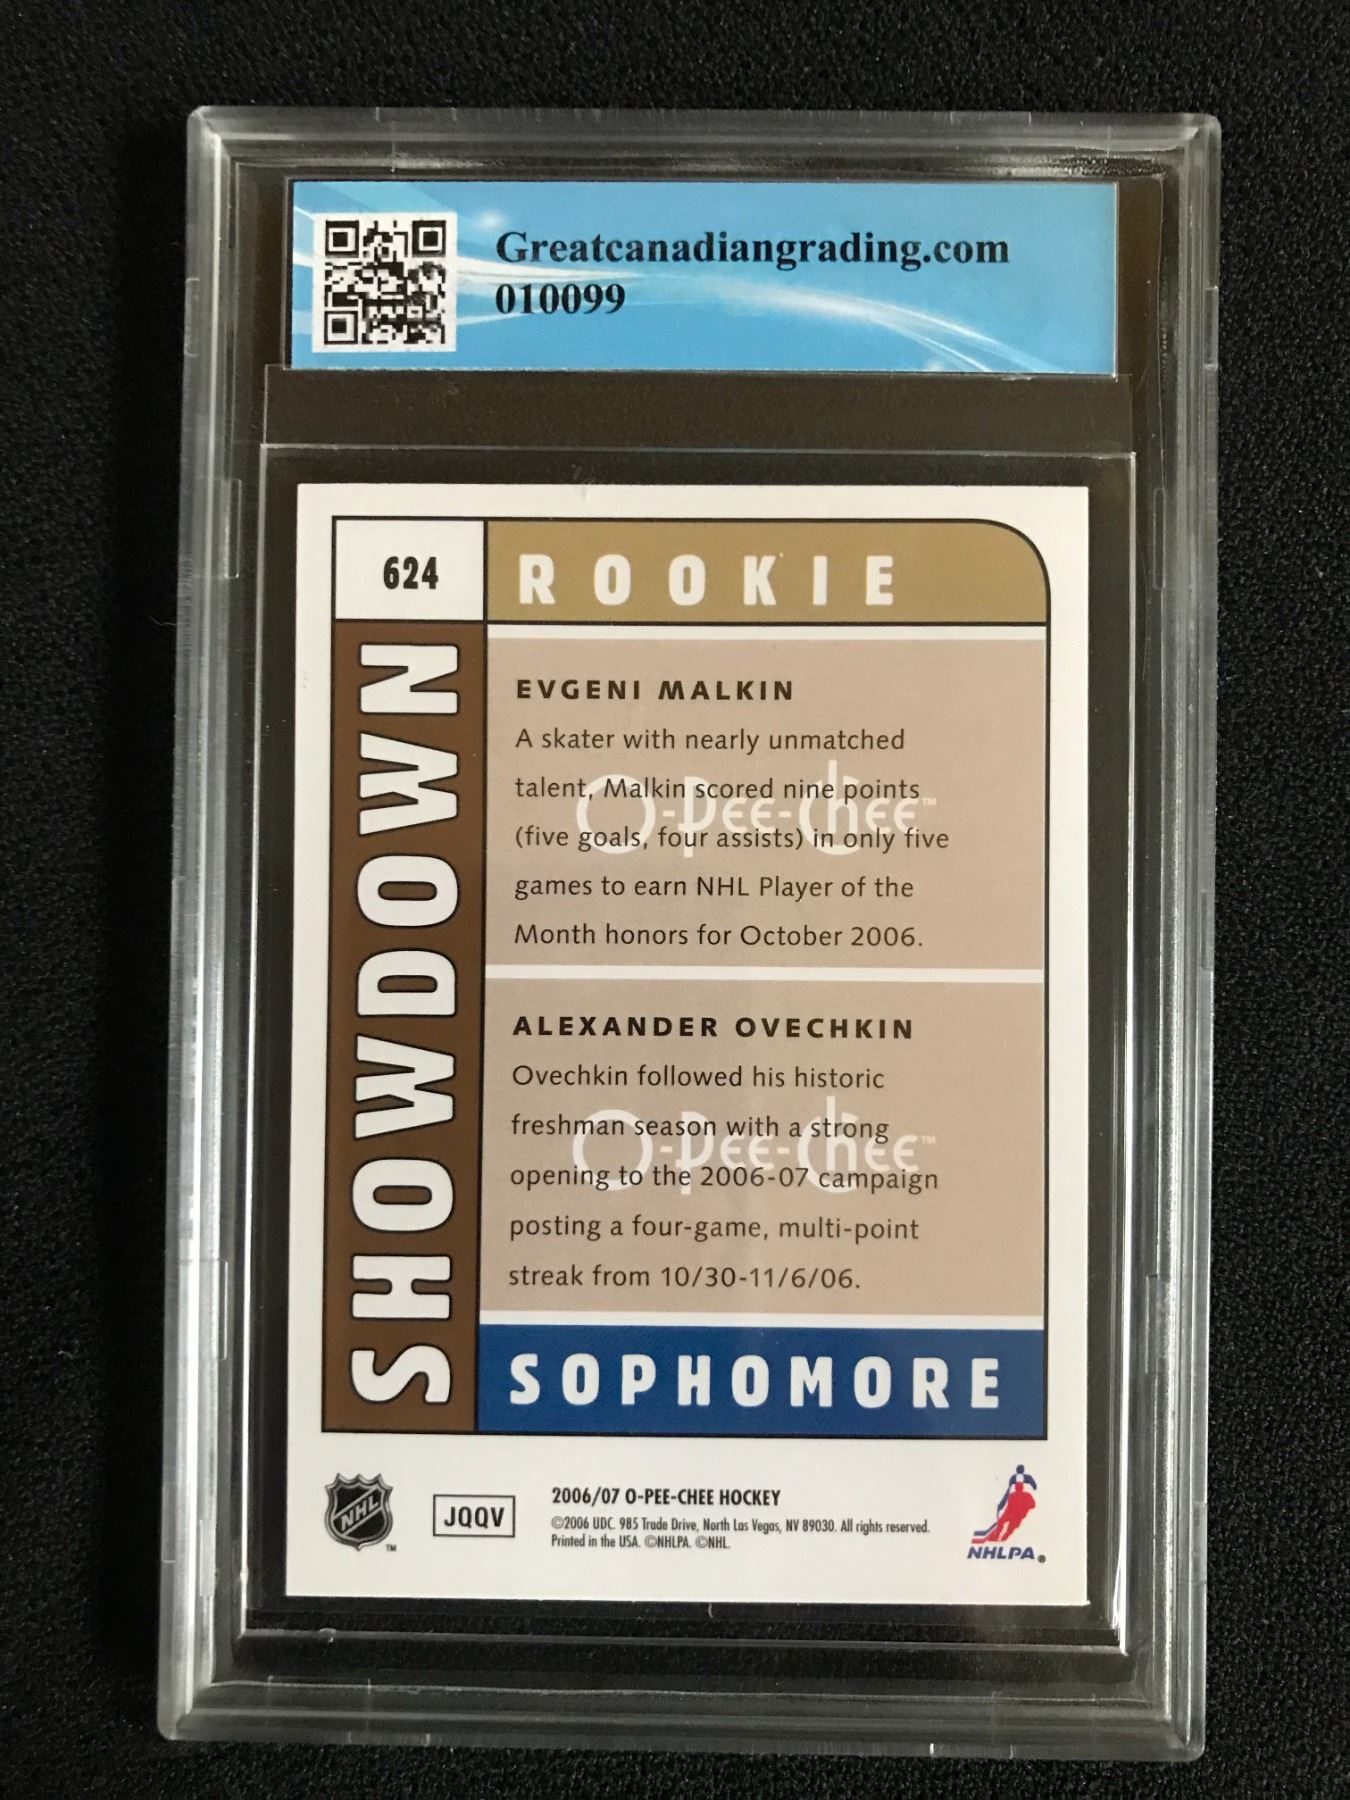 Greatcanadiangrading.com
010099
624
ROOKIE
SHOWDOWN
EVGENI MALKIN
A skater with nearly unmatched
talent, Malkin scored nine points
(five goals, four assists) in only five
games to earn NHL Player of the
Month honors for October 2006.
O-PEE-CHEE™
ALEXANDER OVECHKIN
Ovechkin followed his historic
freshman season with a strong
opening to the 2006-07 campaign
posting a four-game, multi-point
streak from 10/30-11/6/06.
O-PEE-CHEE™
SOPHOMORE
NHL™
JQQV
2006/07 O-PEE-CHEE HOCKEY
©2006 UDC. 985 Trade Drive, North Las Vegas, NV 89030. All rights reserved.
Printed in the USA. ©NHLPA. ©NHL.
NHLPA®